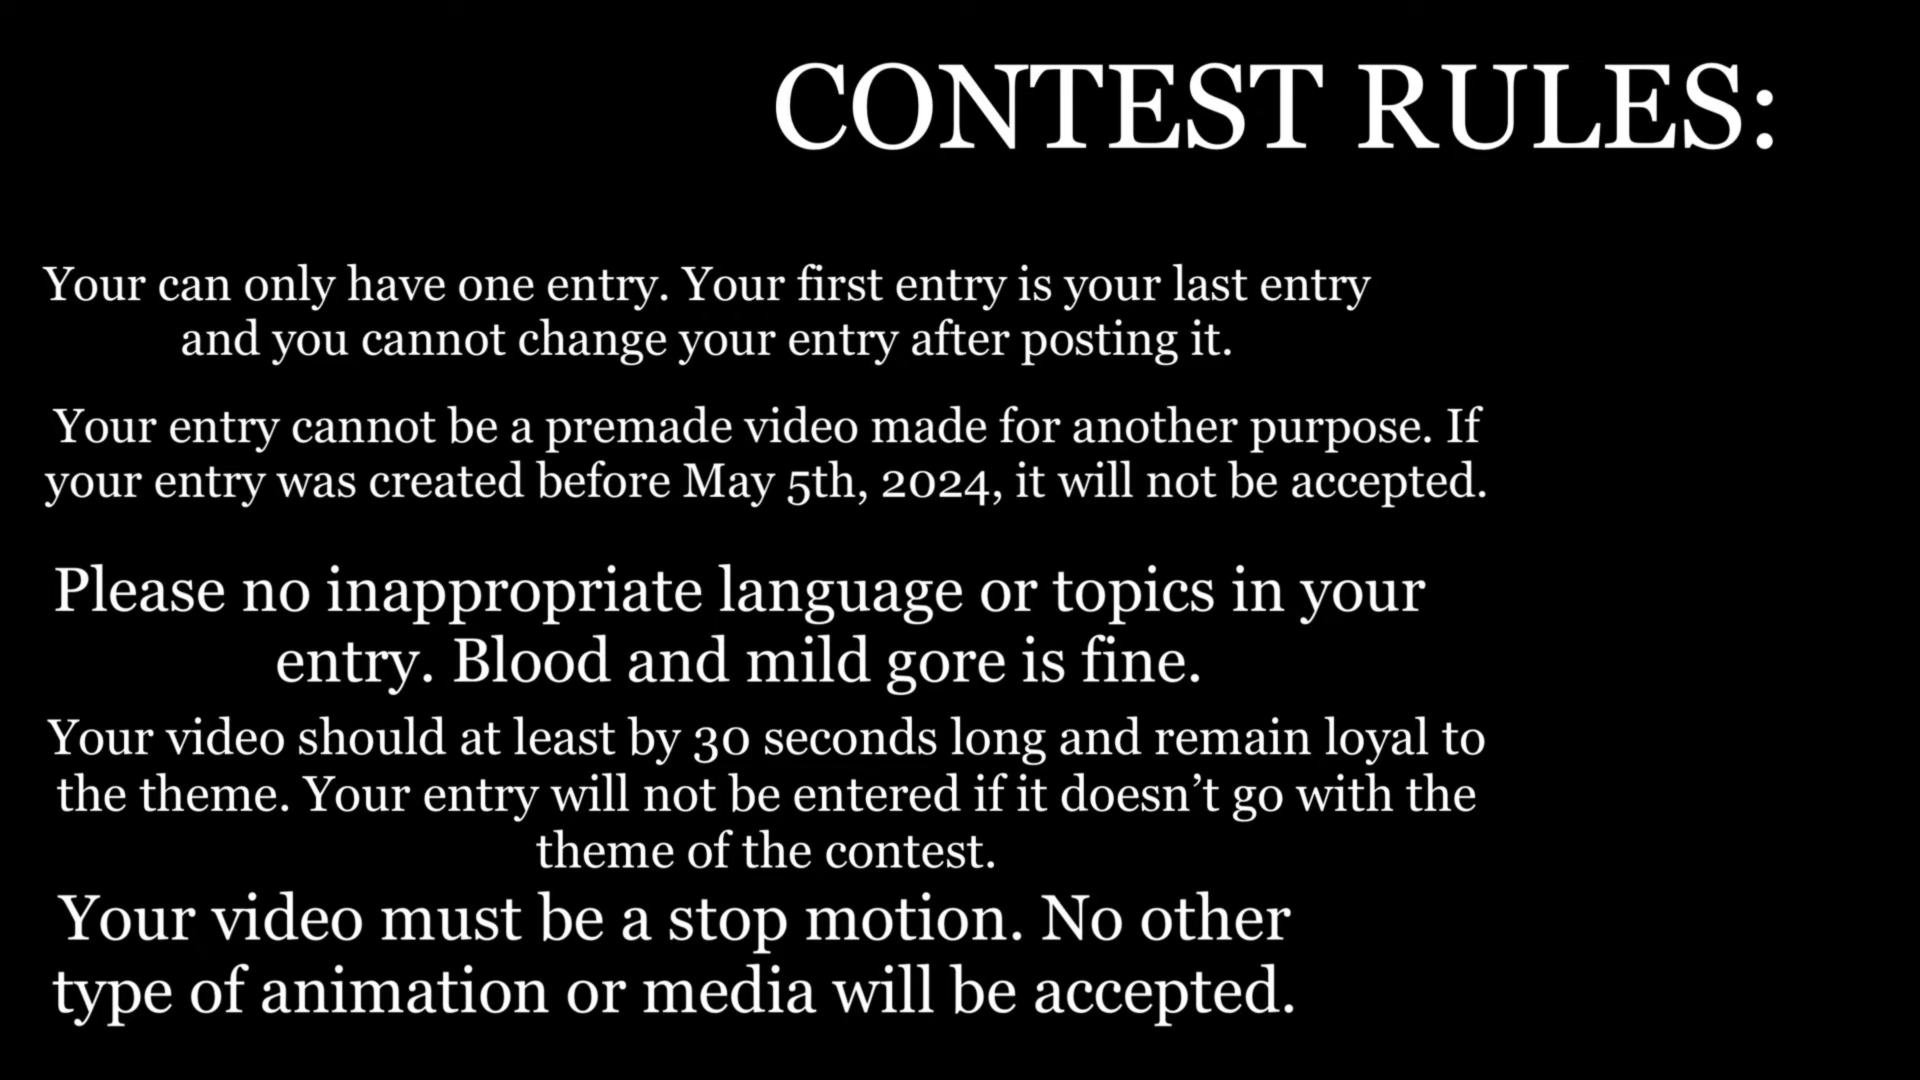 CONTEST RULES:
Your can only have one entry. Your first entry is your last entry
and you cannot change your entry after posting it.
Your entry cannot be a premade video made for another purpose. If
your entry was created before May 5th, 2024, it will not be accepted.
Please no inappropriate language or topics in your
entry. Blood and mild gore is fine.
Your video should at least by 30 seconds long and remain loyal to
the theme. Your entry will not be entered if it doesn’t go with the
theme of the contest.
Your video must be a stop motion. No other
type of animation or media will be accepted.